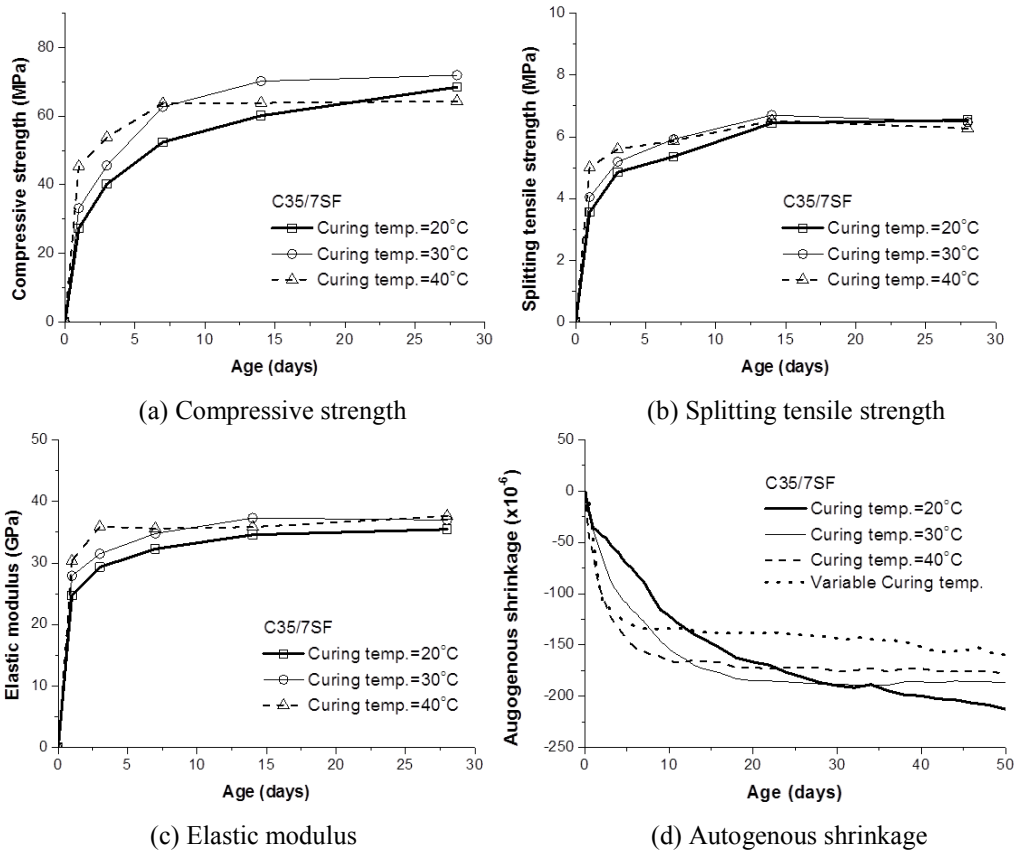 80
60
40
20
0
Compressive strength (MPa)
C35/7SF
Curing temp.=20°C
Curing temp.=30°C
Curing temp.=40°C
0 5 10 15 20 25 30
Age (days)
(a) Compressive strength
10
8
6
4
2
0
Splitting tensile strength (MPa)
C35/7SF
Curing temp.=20°C
Curing temp.=30°C
Curing temp.=40°C
0 5 10 15 20 25 30
Age (days)
(b) Splitting tensile strength
50
40
30
20
10
0
Elastic modulus (GPa)
C35/7SF
Curing temp.=20°C
Curing temp.=30°C
Curing temp.=40°C
0 5 10 15 20 25 30
Age (days)
(c) Elastic modulus
0
-50
-100
-150
-200
-250
Augogenous shrinkage (x10⁻⁶)
C35/7SF
Curing temp.=20°C
Curing temp.=30°C
Curing temp.=40°C
Variable Curing temp.
0 10 20 30 40 50
Age (days)
(d) Autogenous shrinkage